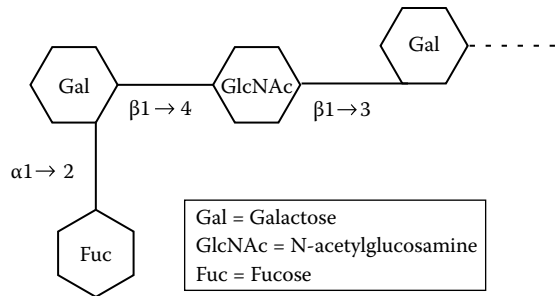 Gal
Gal
GlcNAc
β1→4
β1→3
α1→ 2
Fuc
Gal = Galactose
GlcNAc = N-acetylglucosamine
Fuc = Fucose